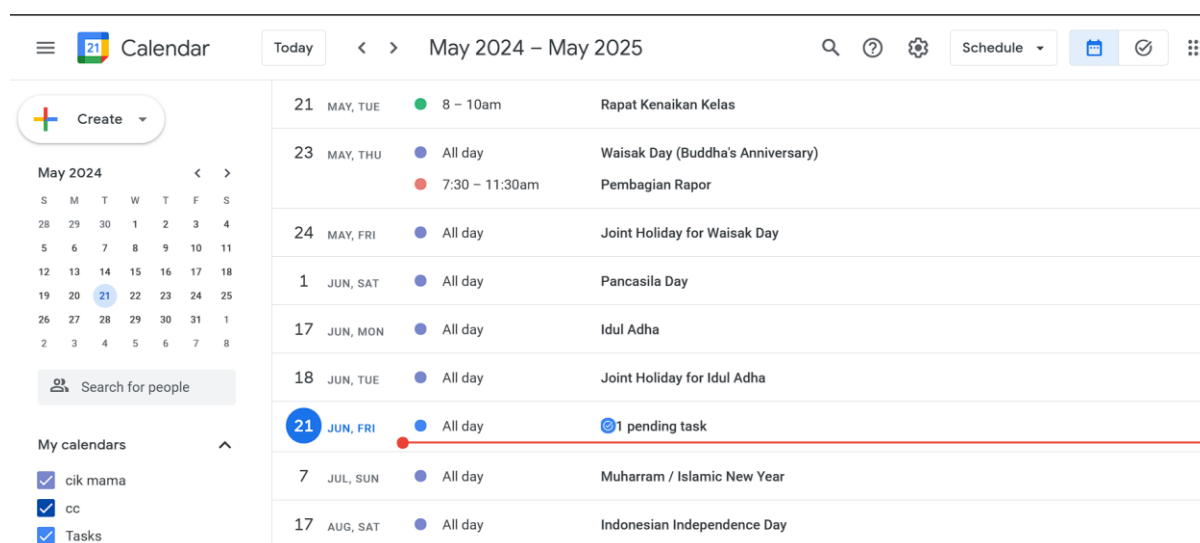 21 Calendar Today May 2024 – May 2025 Schedule
Create
May 2024
S M T W T F S
28 29 30 1 2 3 4
5 6 7 8 9 10 11
12 13 14 15 16 17 18
19 20 21 22 23 24 25
26 27 28 29 30 31 1
2 3 4 5 6 7 8
Search for people
My calendars
cik mama
cc
Tasks
21 MAY, TUE 8 – 10am Rapat Kenaikan Kelas
23 MAY, THU All day Waisak Day (Buddha's Anniversary)
7:30 – 11:30am Pembagian Rapor
24 MAY, FRI All day Joint Holiday for Waisak Day
1 JUN, SAT All day Pancasila Day
17 JUN, MON All day Idul Adha
18 JUN, TUE All day Joint Holiday for Idul Adha
21 JUN, FRI All day 1 pending task
7 JUL, SUN All day Muharram / Islamic New Year
17 AUG, SAT All day Indonesian Independence Day